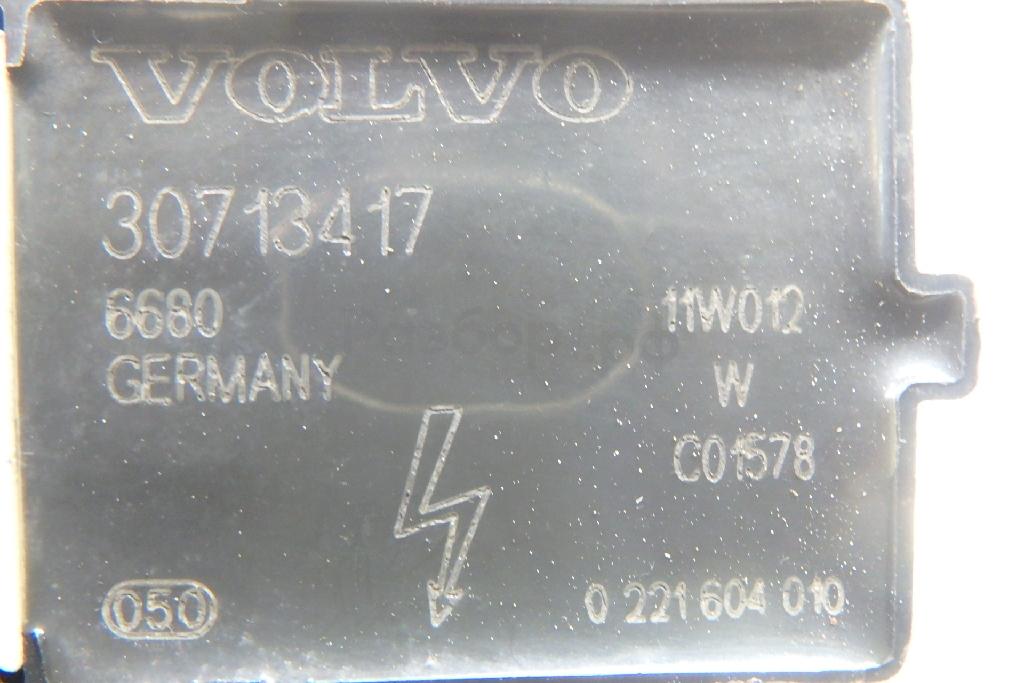 VOLVO
30713417
6680
GERMANY
11W012
W
C01578
050
0 221 604 010